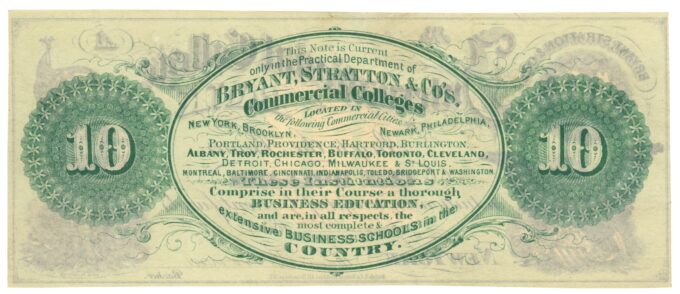 This Note is Current
only in the Practical Department of
BRYANT, STRATTON & CO'S.
Commercial Colleges
LOCATED IN
the following Commercial Cities
NEW YORK, BROOKLYN, NEWARK, PHILADELPHIA,
PORTLAND, PROVIDENCE, HARTFORD, BURLINGTON,
ALBANY, TROY, ROCHESTER, BUFFALO, TORONTO, CLEVELAND,
DETROIT, CHICAGO, MILWAUKEE & ST LOUIS,
MONTREAL, BALTIMORE, CINCINNATI, INDIANAPOLIS, TOLEDO, BRIDGEPORT & WASHINGTON
These Institutions
10 10
Comprise in their Course a thorough
BUSINESS EDUCATION,
and are, in all respects, the
most complete &
extensive BUSINESS SCHOOLS in the
COUNTRY.